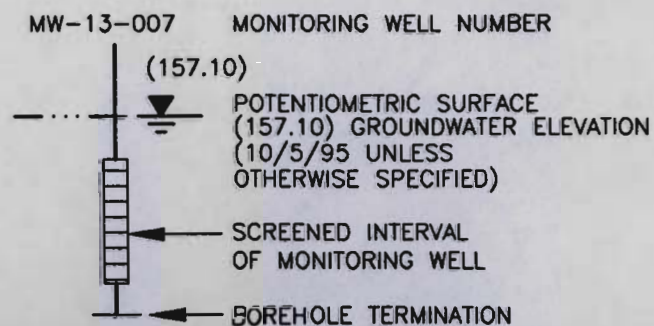 MW-13-007 MONITORING WELL NUMBER
(157.10)
POTENTIOMETRIC SURFACE
(157.10) GROUNDWATER ELEVATION
(10/5/95 UNLESS
OTHERWISE SPECIFIED)
SCREENED INTERVAL
OF MONITORING WELL
BOREHOLE TERMINATION